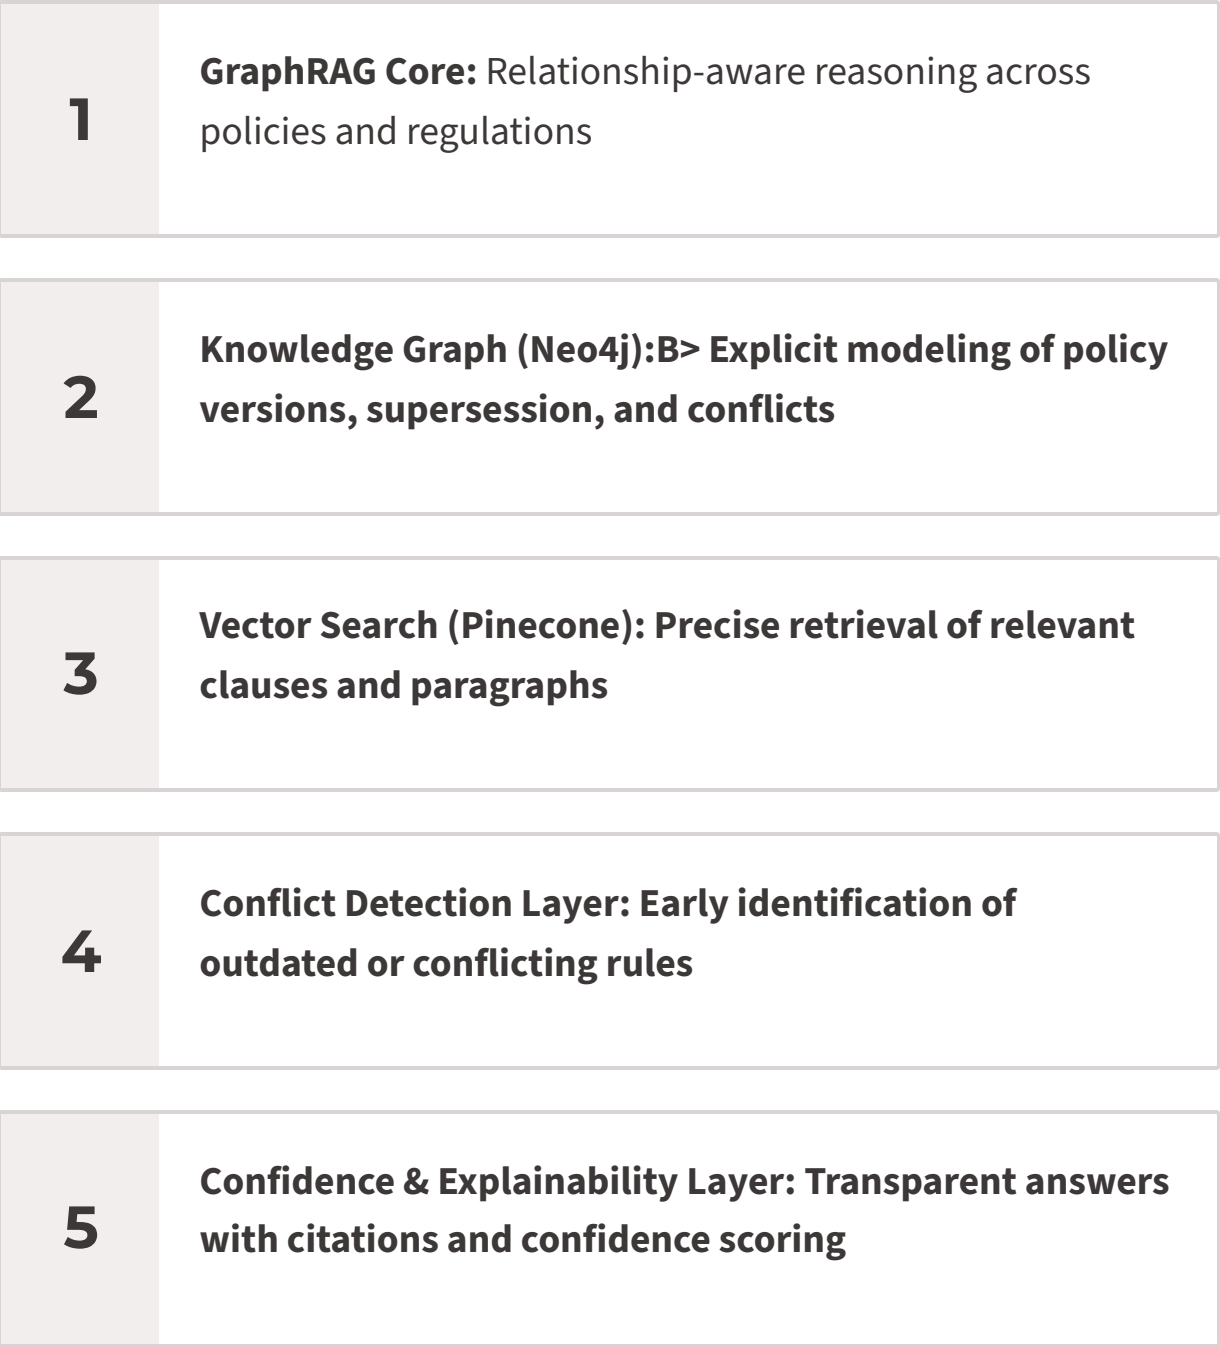 1
GraphRAG Core: Relationship-aware reasoning across
policies and regulations
2
Knowledge Graph (Neo4j):B> Explicit modeling of policy
versions, supersession, and conflicts
3
Vector Search (Pinecone): Precise retrieval of relevant
clauses and paragraphs
4
Conflict Detection Layer: Early identification of
outdated or conflicting rules
5
Confidence & Explainability Layer: Transparent answers
with citations and confidence scoring